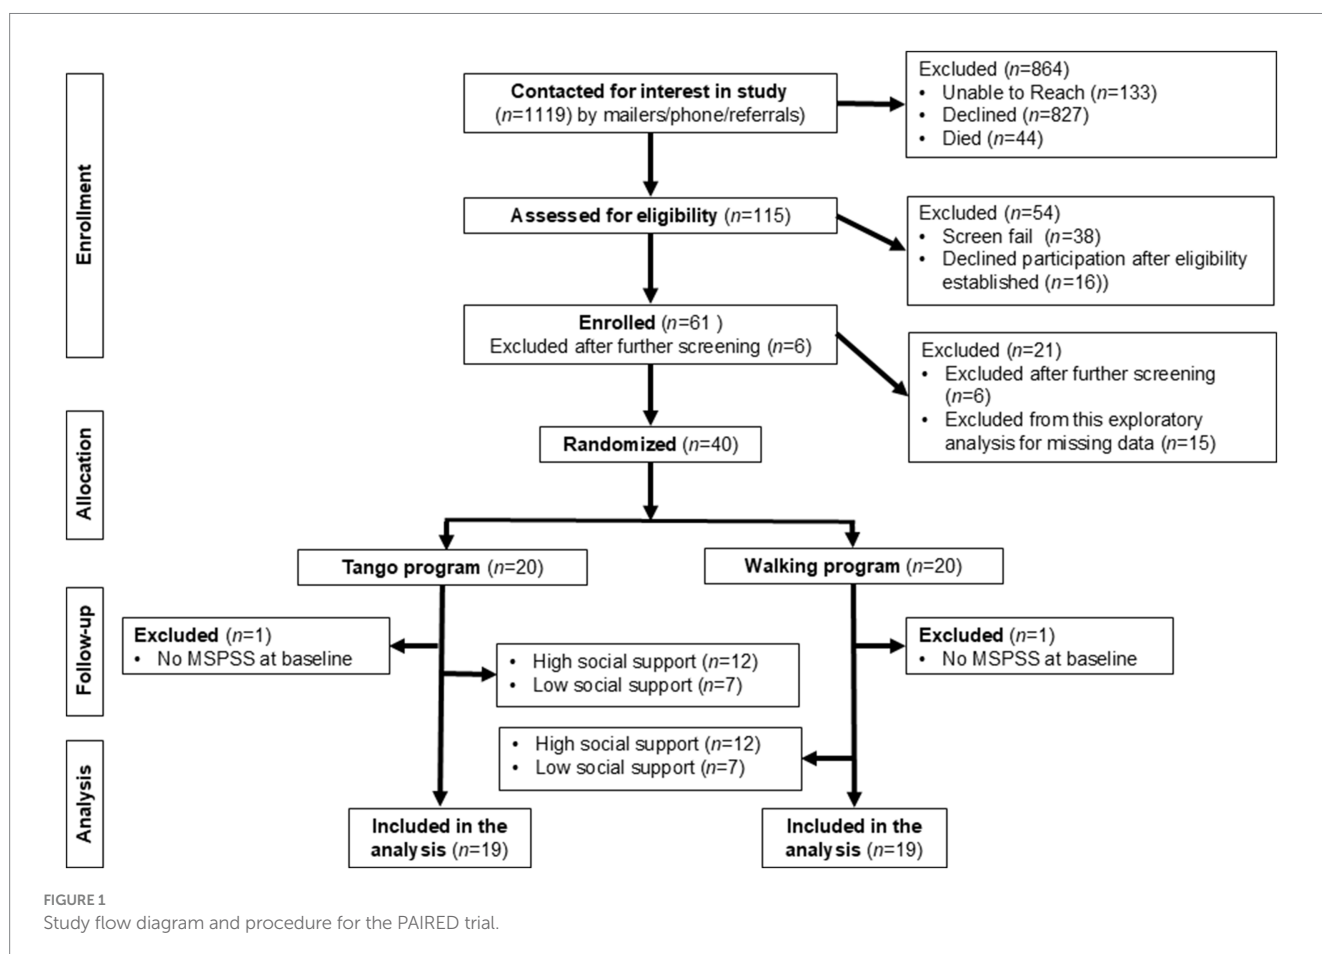 Enrollment
Contacted for interest in study
(n=1119) by mailers/phone/referrals)
Excluded (n=864)
• Unable to Reach (n=133)
• Declined (n=827)
• Died (n=44)
Assessed for eligibility (n=115)
Excluded (n=54)
• Screen fail (n=38)
• Declined participation after eligibility
established (n=16))
Enrolled (n=61 )
Excluded after further screening (n=6)
Excluded (n=21)
• Excluded after further screening
(n=6)
• Excluded from this exploratory
analysis for missing data (n=15)
Allocation
Randomized (n=40)
Tango program (n=20)
Walking program (n=20)
Follow-up
Excluded (n=1)
• No MSPSS at baseline
• High social support (n=12)
• Low social support (n=7)
Excluded (n=1)
• No MSPSS at baseline
Analysis
• High social support (n=12)
• Low social support (n=7)
Included in the
analysis (n=19)
Included in the
analysis (n=19)
FIGURE 1
Study flow diagram and procedure for the PAIRED trial.